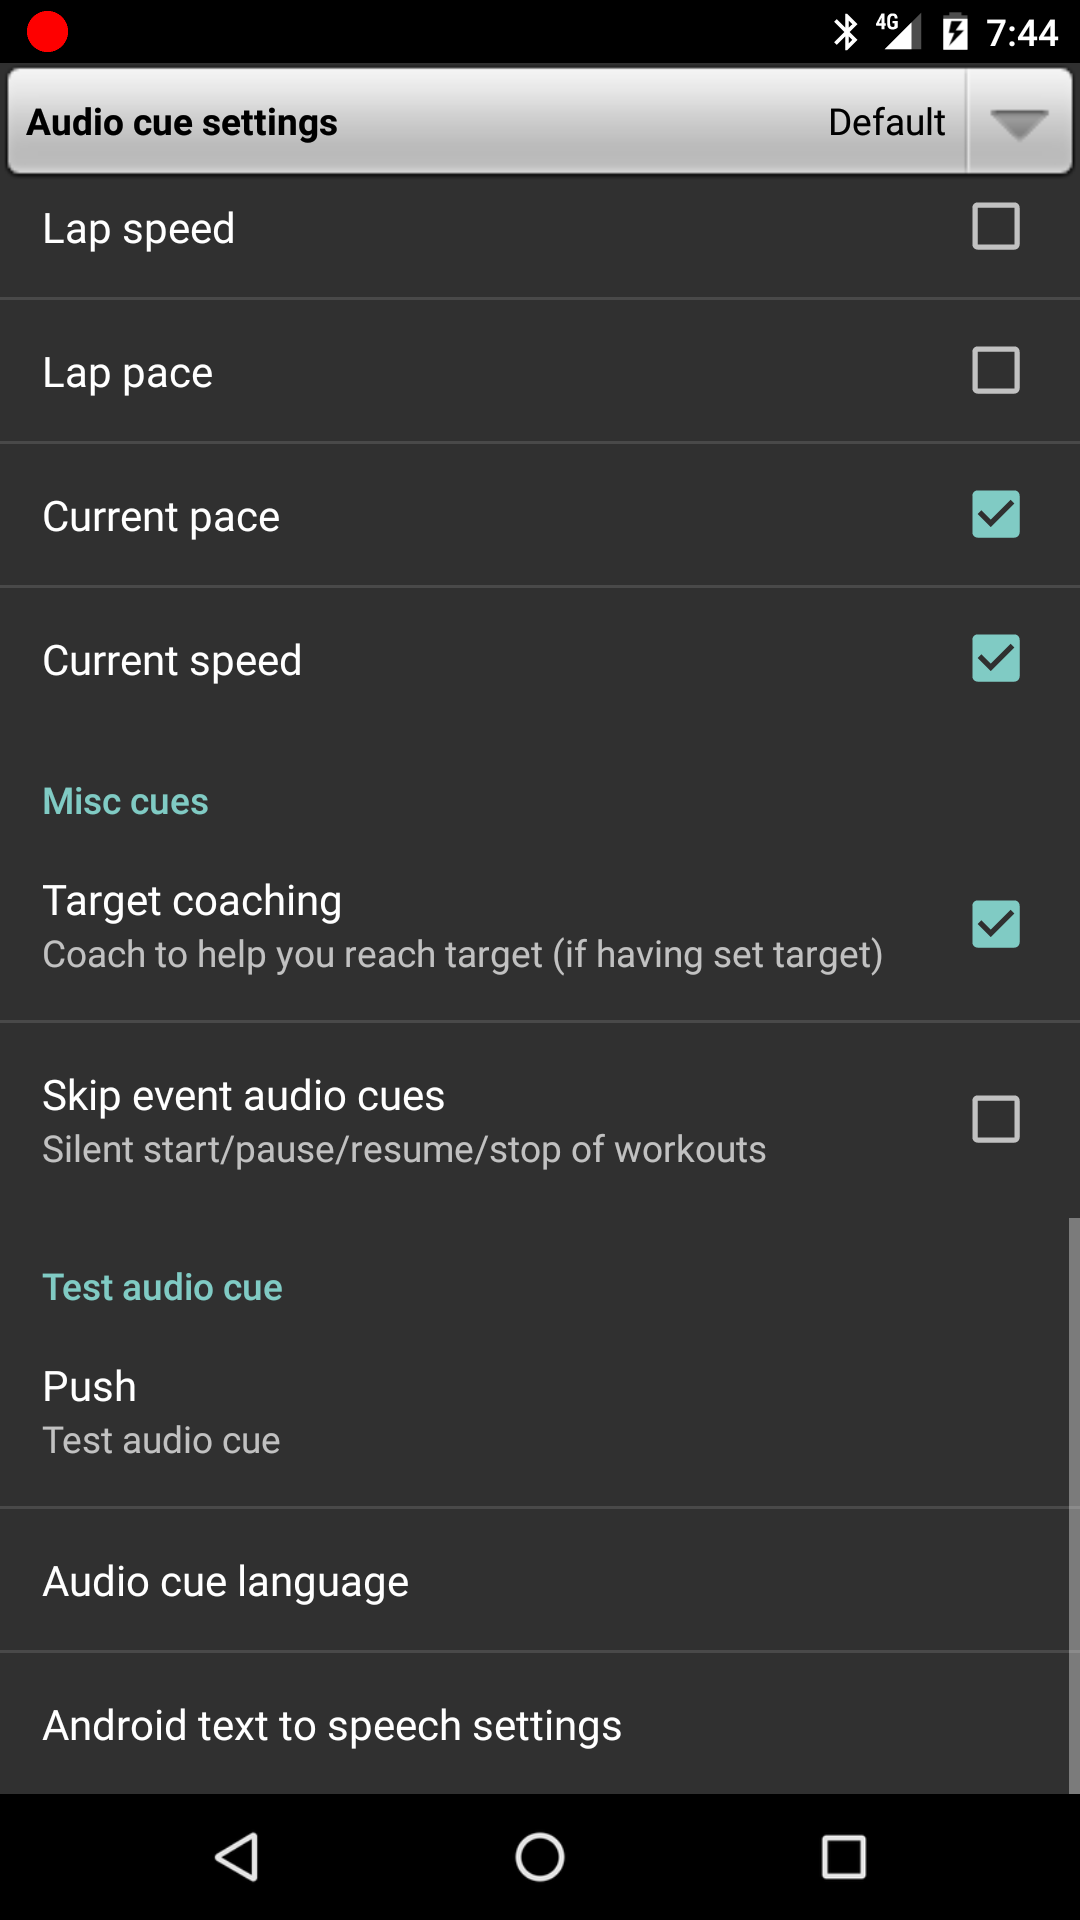 4G 7:44
Audio cue settings Default
Lap speed
Lap pace
Current pace
Current speed
Misc cues
Target coaching
Coach to help you reach target (if having set target)
Skip event audio cues
Silent start/pause/resume/stop of workouts
Test audio cue
Push
Test audio cue
Audio cue language
Android text to speech settings